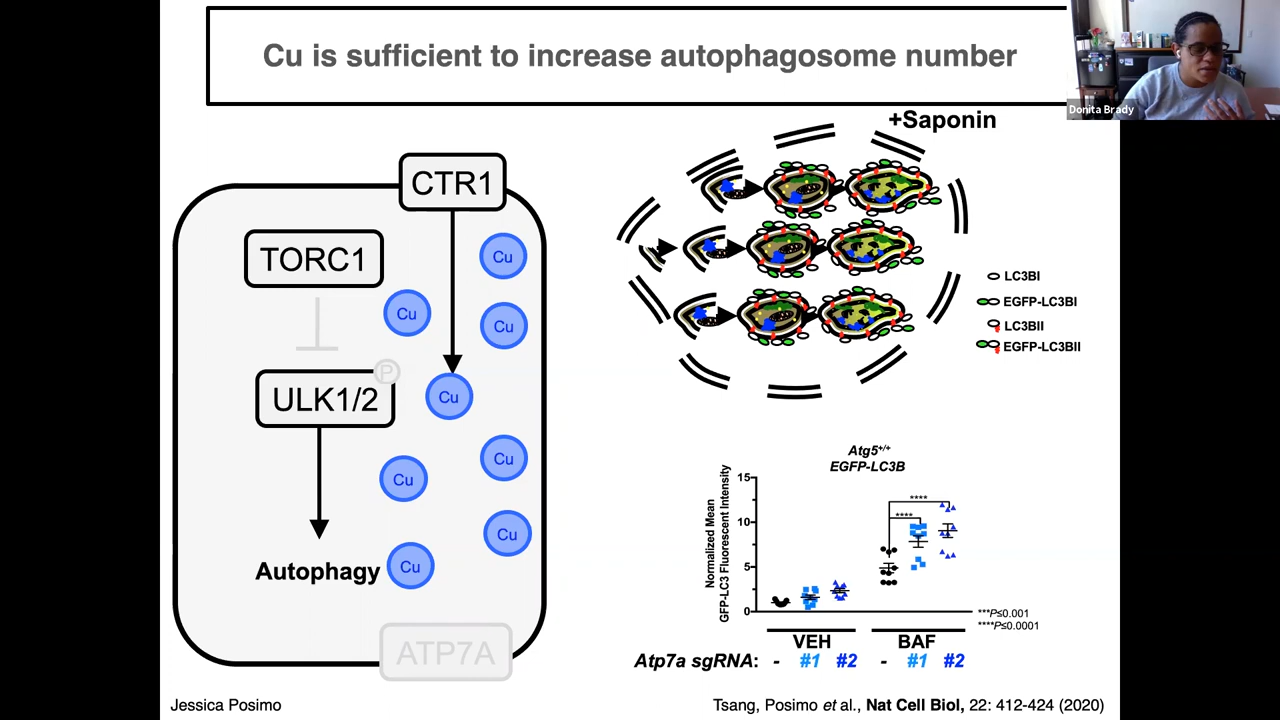 Cu is sufficient to increase autophagosome number
Donita Brady
+Saponin
CTR1
TORC1
Cu
Cu
Cu
P
ULK1/2
Cu
Cu
Cu
Cu
Autophagy
Cu
ATP7A
LC3BI
EGFP-LC3BI
LC3BII
EGFP-LC3BII
Atg5+/+
EGFP-LC3B
Normalized Mean
GFP-LC3 Fluorescent Intensity
15
10
5
0
****
****
***P≤0.001
****P≤0.0001
VEH BAF
Atp7a sgRNA: - #1 #2 - #1 #2
Jessica Posimo
Tsang, Posimo et al., Nat Cell Biol, 22: 412-424 (2020)